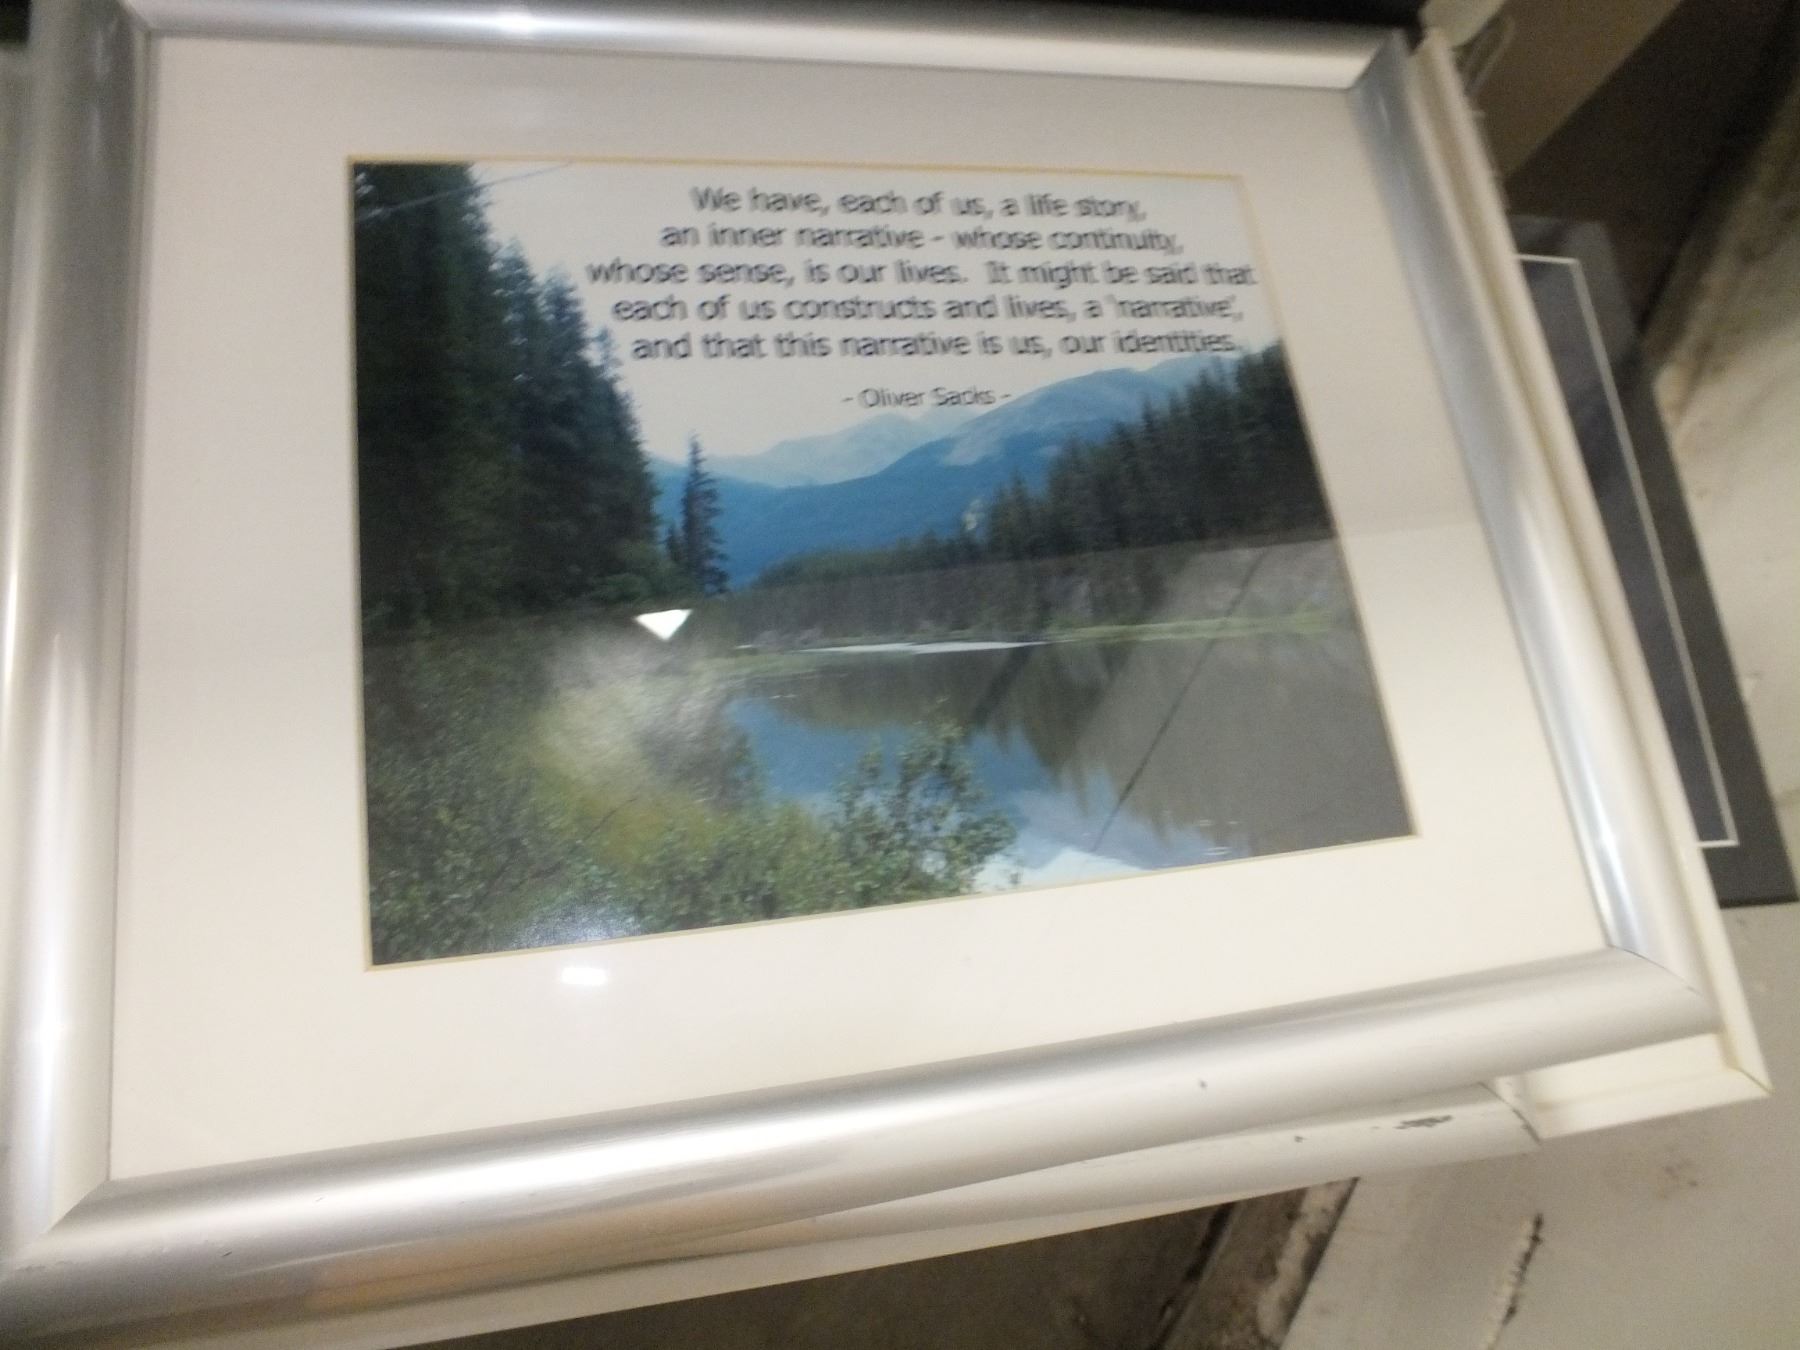 We have, each of us, a life story,
an inner narrative - whose continuity,
whose sense, is our lives. It might be said that
each of us constructs and lives, a 'narrative',
and that this narrative is us, our identities.
- Oliver Sacks -